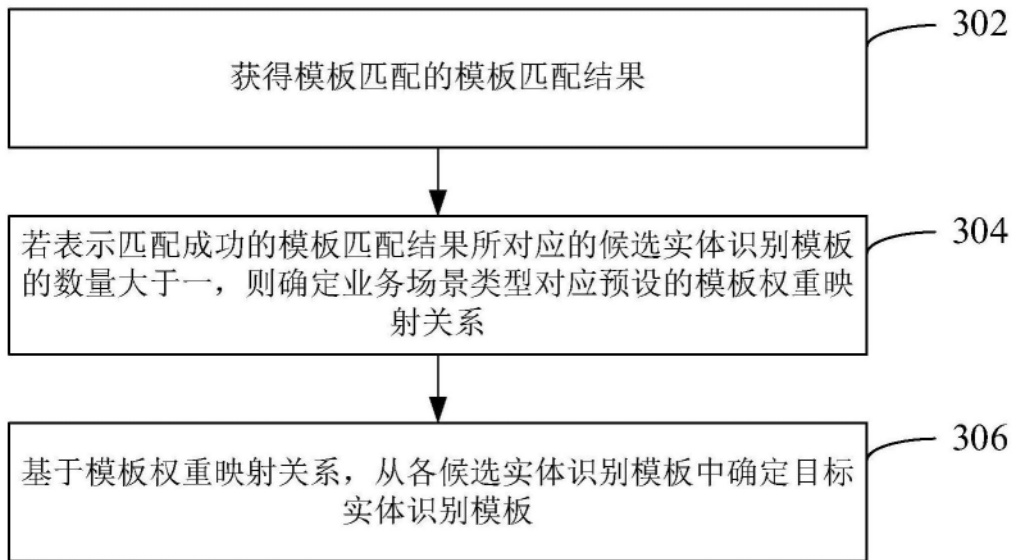 302
获得模板匹配的模板匹配结果
若表示匹配成功的模板匹配结果所对应的候选实体识别模板
304
的数量大于一，则确定业务场景类型对应预设的模板权重映
射关系
306
基于模板权重映射关系，从各候选实体识别模板中确定目标
实体识别模板